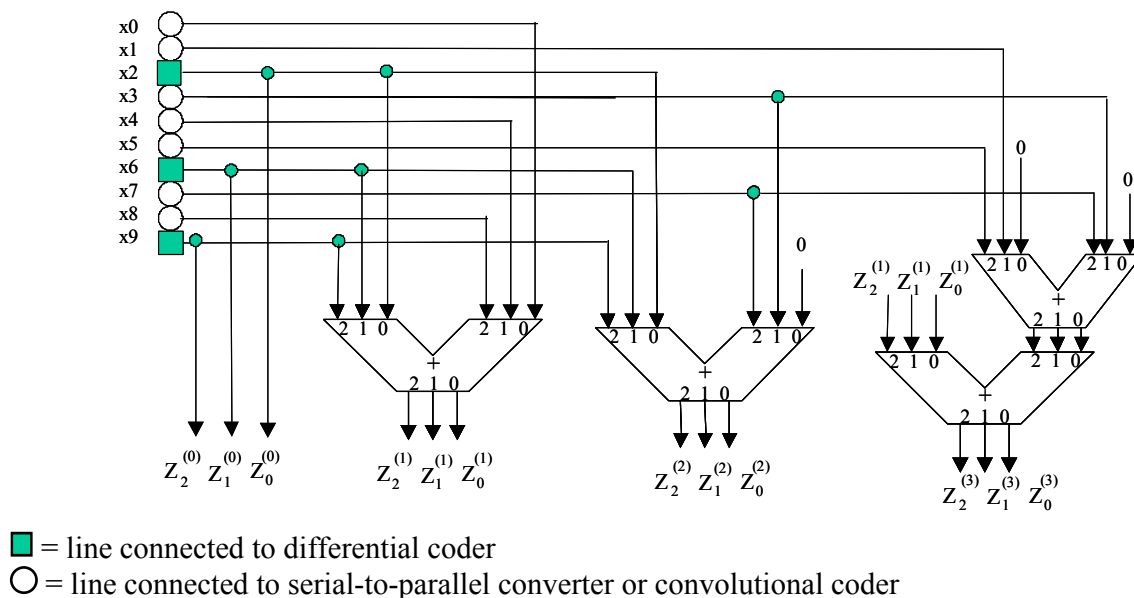 x0
x1
x2
x3
x4
x5
x6
x7
x8
x9
0
0
0
Z₂⁽¹⁾ Z₁⁽¹⁾ Z₀⁽¹⁾
2 1 0 2 1 0
+
2 1 0
2 1 0 2 1 0
+
2 1 0
2 1 0 2 1 0
+
2 1 0
2 1 0 2 1 0
+
2 1 0
Z₂⁽⁰⁾ Z₁⁽⁰⁾ Z₀⁽⁰⁾
Z₂⁽¹⁾ Z₁⁽¹⁾ Z₀⁽¹⁾
Z₂⁽²⁾ Z₁⁽²⁾ Z₀⁽²⁾
Z₂⁽³⁾ Z₁⁽³⁾ Z₀⁽³⁾
= line connected to differential coder
= line connected to serial-to-parallel converter or convolutional coder